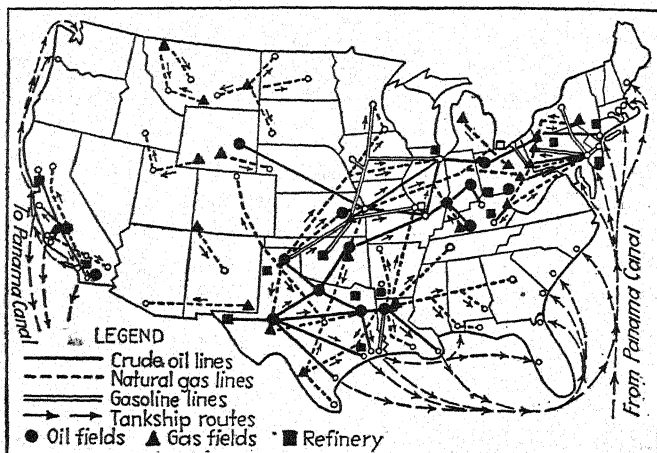 To Panama Canal
From Panama Canal
LEGEND
Crude oil lines
Natural gas lines
Gasoline lines
Tankship routes
Oil fields Gas fields Refinery